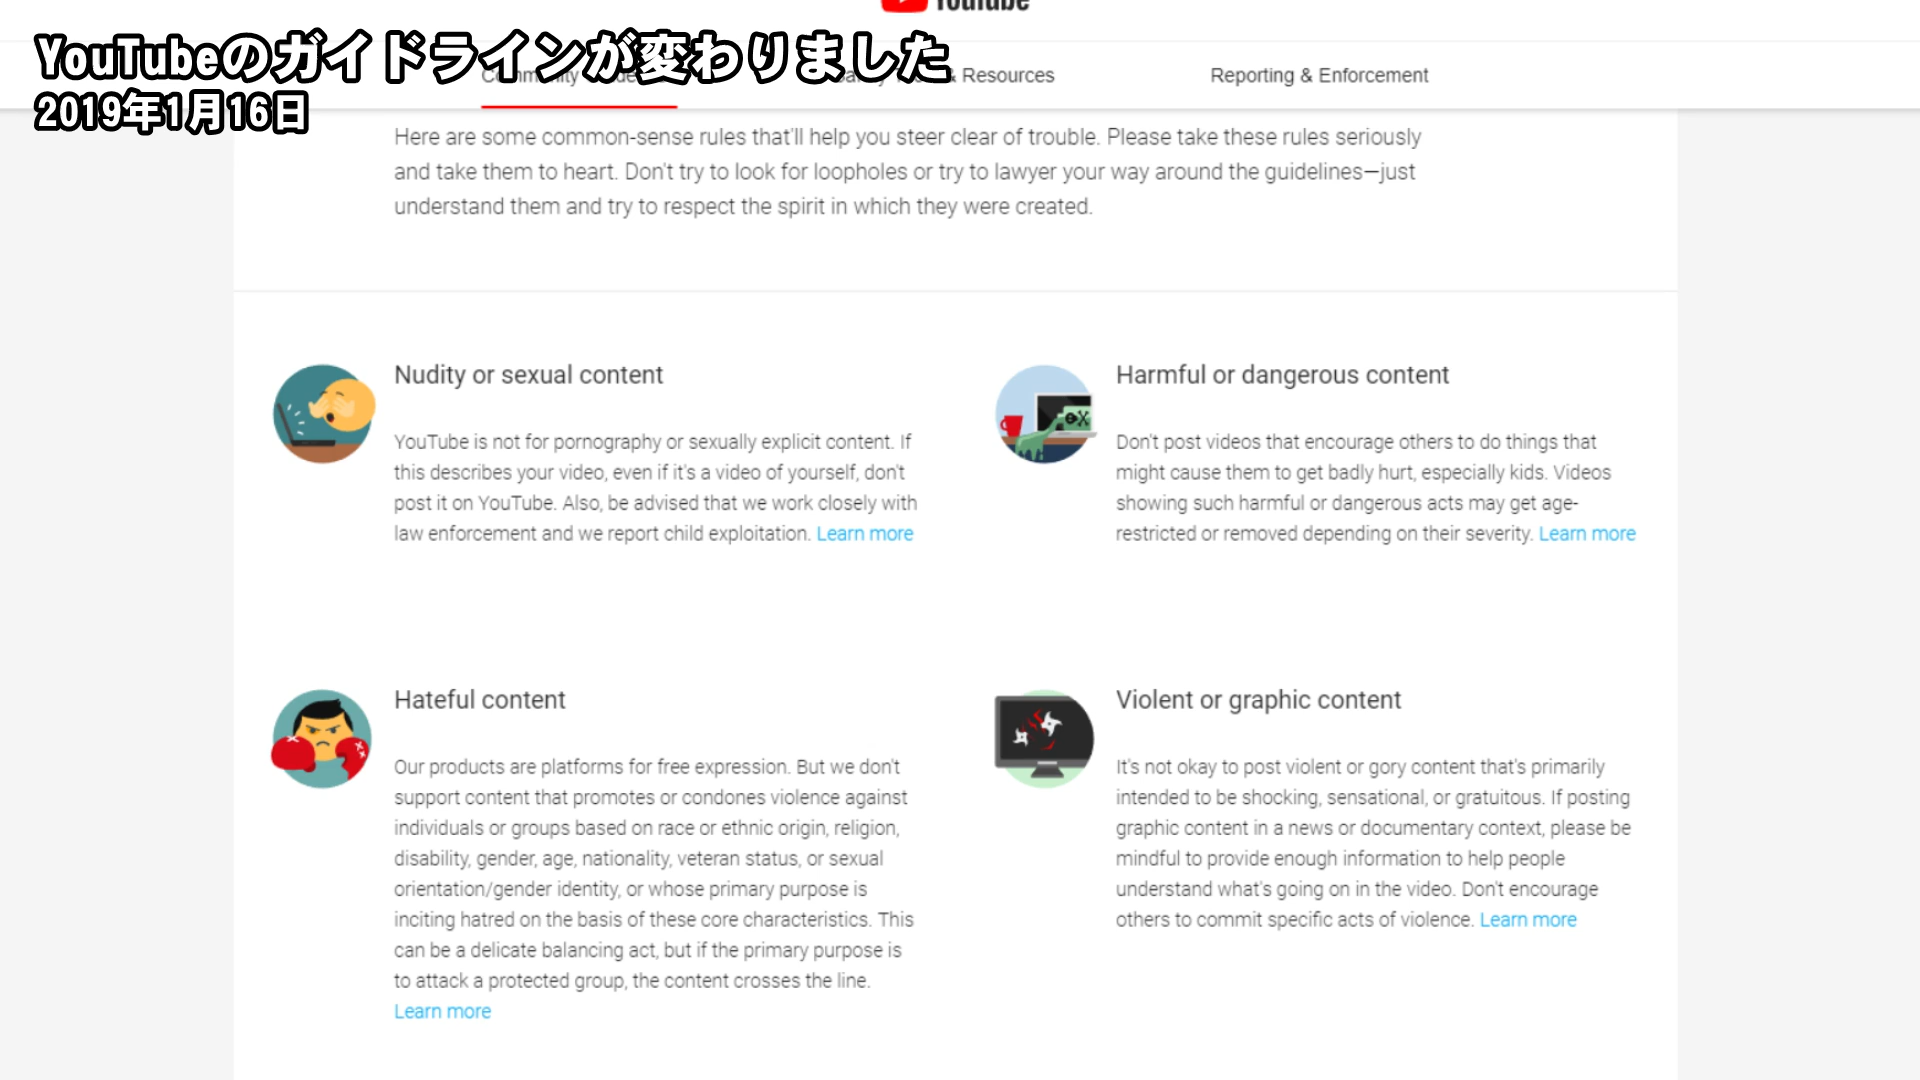 YouTube
YouTubeのガイドラインが変わりました
& Resources
Reporting & Enforcement
2019年1月16日
Here are some common-sense rules that'll help you steer clear of trouble. Please take these rules seriously
and take them to heart. Don't try to look for loopholes or try to lawyer your way around the guidelines—just
understand them and try to respect the spirit in which they were created.
Nudity or sexual content
YouTube is not for pornography or sexually explicit content. If
this describes your video, even if it's a video of yourself, don't
post it on YouTube. Also, be advised that we work closely with
law enforcement and we report child exploitation. Learn more
Harmful or dangerous content
Don't post videos that encourage others to do things that
might cause them to get badly hurt, especially kids. Videos
showing such harmful or dangerous acts may get age-
restricted or removed depending on their severity. Learn more
Hateful content
Our products are platforms for free expression. But we don't
support content that promotes or condones violence against
individuals or groups based on race or ethnic origin, religion,
disability, gender, age, nationality, veteran status, or sexual
orientation/gender identity, or whose primary purpose is
inciting hatred on the basis of these core characteristics. This
can be a delicate balancing act, but if the primary purpose is
to attack a protected group, the content crosses the line.
Learn more
Violent or graphic content
It's not okay to post violent or gory content that's primarily
intended to be shocking, sensational, or gratuitous. If posting
graphic content in a news or documentary context, please be
mindful to provide enough information to help people
understand what's going on in the video. Don't encourage
others to commit specific acts of violence. Learn more